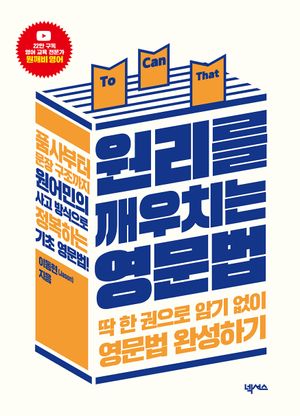 22만 구독
영어 교육 전문가
원깨비 영어
To
Can
That
원리를
깨우치는
영문법
품사부터
문장 구조까지
원어민의
사고 방식으로
정복하는
기초 영문법!
이동현(Jason)
지음
딱 한 권으로 암기 없이
영문법 완성하기
넥서스